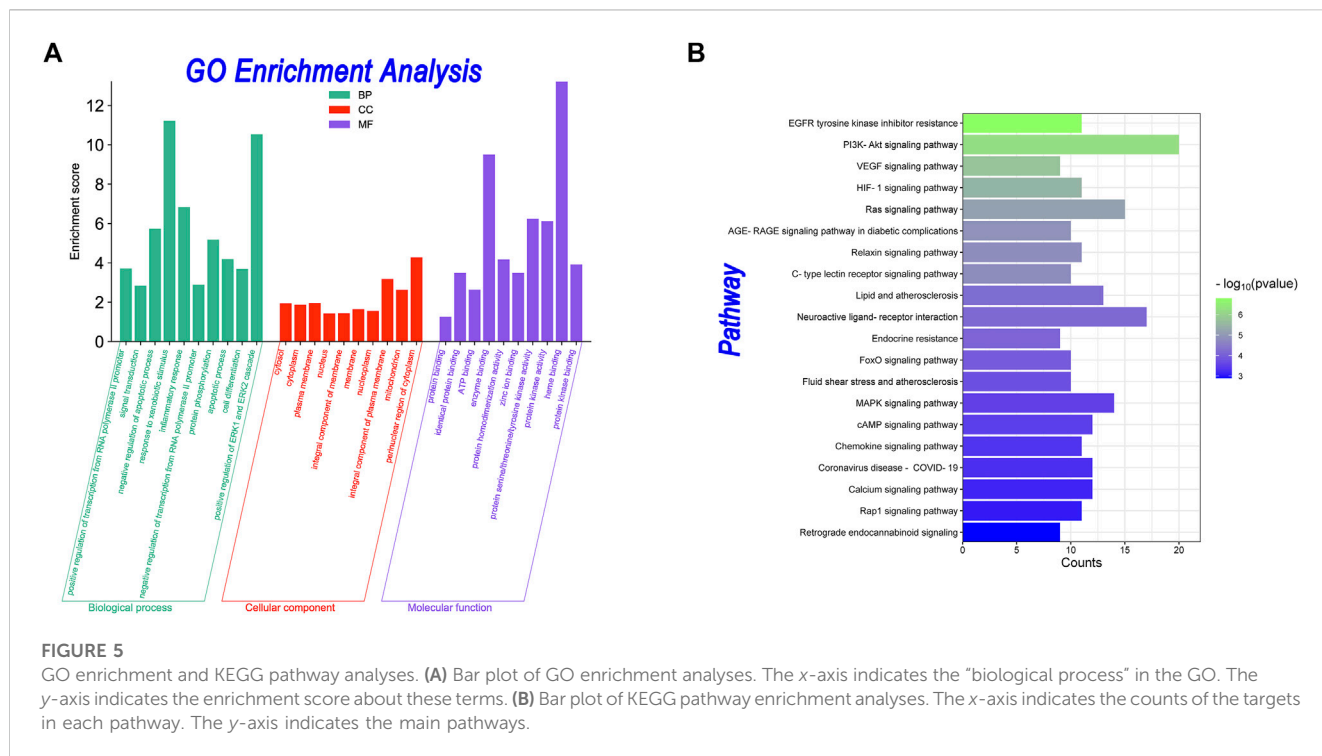 A
GO Enrichment Analysis
BP
CC
MF
Enrichment score
12
10
8
6
4
2
0
positive regulation of transcription from RNA polymerase II promoter
signal transduction
negative regulation of apoptotic process
response to xenobiotic stimulus
inflammatory response
negative regulation of transcription from RNA polymerase II promoter
protein phosphorylation
apoptotic process
cell differentiation
positive regulation of ERK1 and ERK2 cascade
cytosol
cytoplasm
plasma membrane
nucleus
integral component of membrane
membrane
nucleoplasm
integral component of plasma membrane
mitochondrion
perinuclear region of cytoplasm
protein binding
identical protein binding
ATP binding
enzyme binding
protein homodimerization activity
zinc ion binding
protein serine/threonine/tyrosine kinase activity
protein kinase activity
heme binding
protein kinase binding
Biological process
Cellular component
Molecular function
B
Pathway
EGFR tyrosine kinase inhibitor resistance
PI3K- Akt signaling pathway
VEGF signaling pathway
HIF- 1 signaling pathway
Ras signaling pathway
AGE- RAGE signaling pathway in diabetic complications
Relaxin signaling pathway
C- type lectin receptor signaling pathway
Lipid and atherosclerosis
Neuroactive ligand- receptor interaction
Endocrine resistance
FoxO signaling pathway
Fluid shear stress and atherosclerosis
MAPK signaling pathway
cAMP signaling pathway
Chemokine signaling pathway
Coronavirus disease - COVID- 19
Calcium signaling pathway
Rap1 signaling pathway
Retrograde endocannabinoid signaling
0 5 10 15 20
Counts
- log10(pvalue)
6
5
4
3
FIGURE 5
GO enrichment and KEGG pathway analyses. (A) Bar plot of GO enrichment analyses. The x-axis indicates the “biological process” in the GO. The
y-axis indicates the enrichment score about these terms. (B) Bar plot of KEGG pathway enrichment analyses. The x-axis indicates the counts of the targets
in each pathway. The y-axis indicates the main pathways.